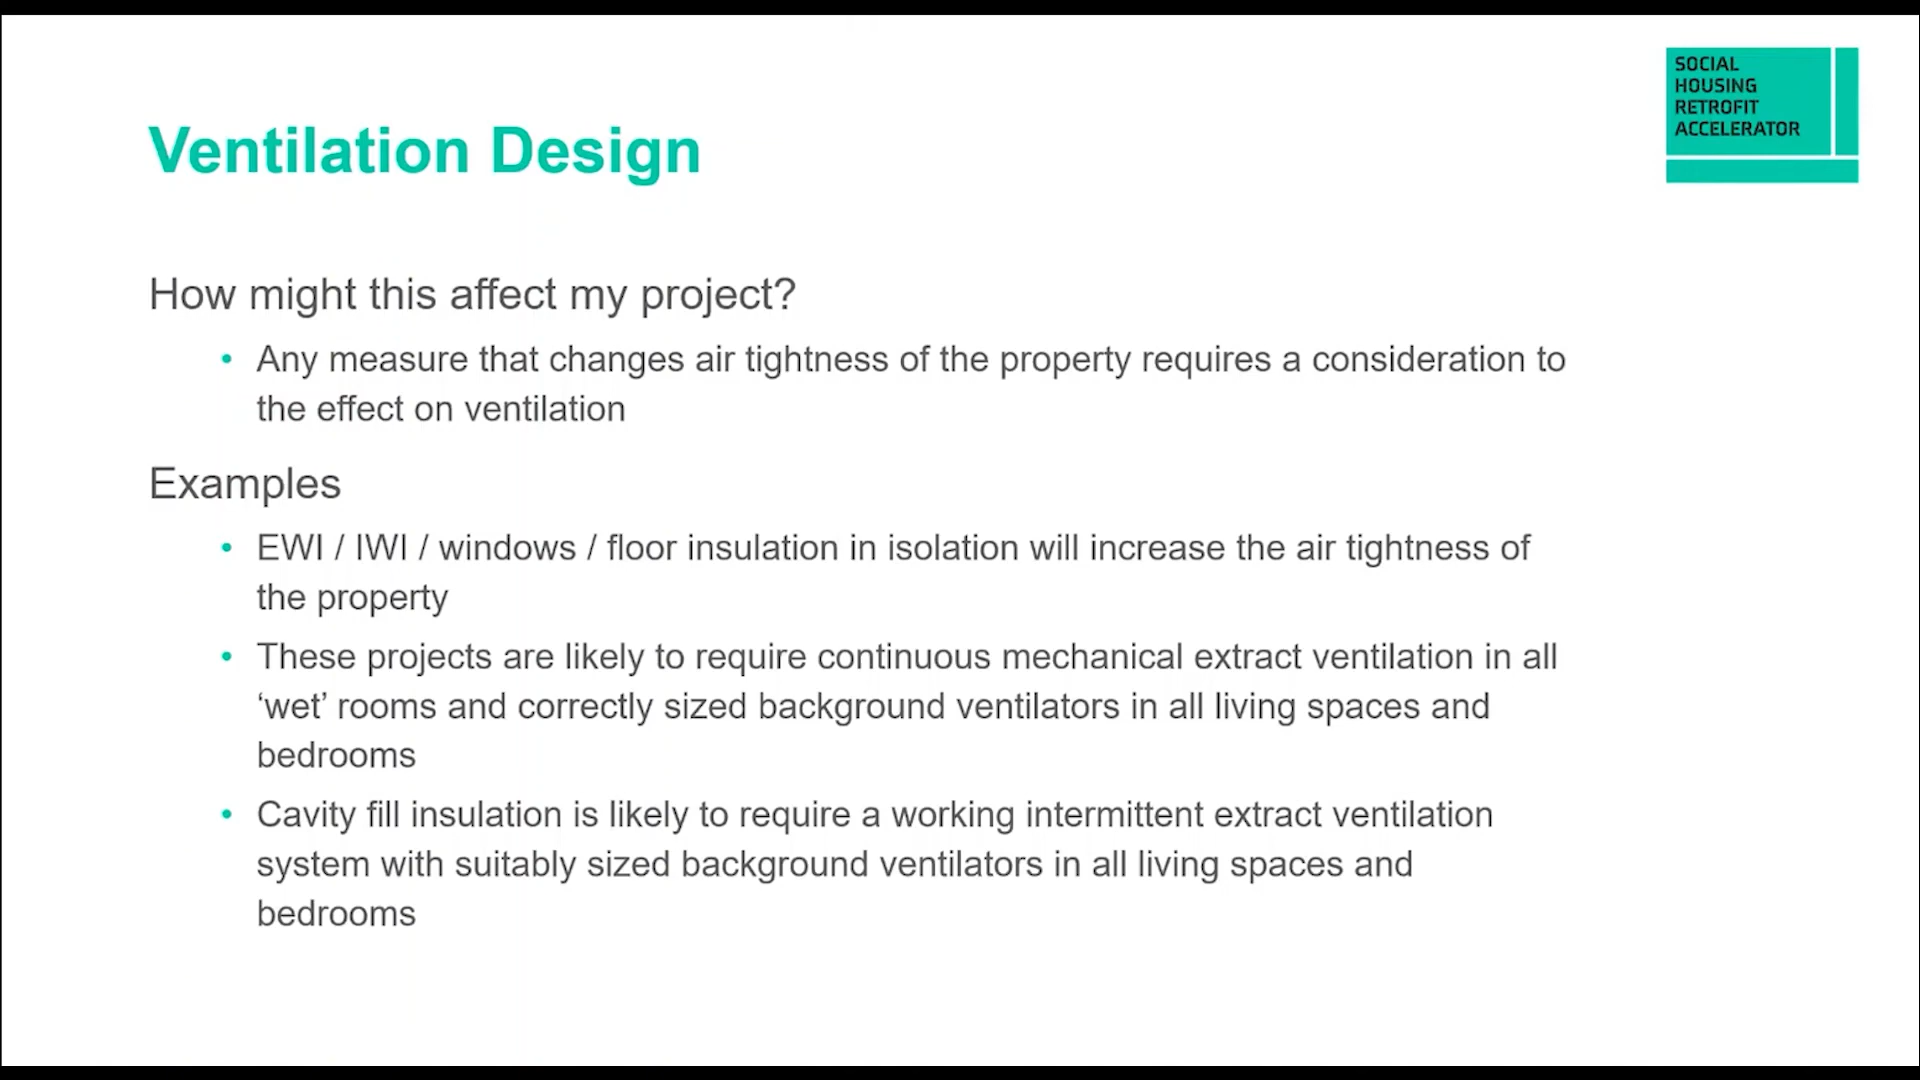 SOCIAL
HOUSING
RETROFIT
ACCELERATOR
Ventilation Design
How might this affect my project?
• Any measure that changes air tightness of the property requires a consideration to
the effect on ventilation
Examples
• EWI / IWI / windows / floor insulation in isolation will increase the air tightness of
the property
• These projects are likely to require continuous mechanical extract ventilation in all
‘wet’ rooms and correctly sized background ventilators in all living spaces and
bedrooms
• Cavity fill insulation is likely to require a working intermittent extract ventilation
system with suitably sized background ventilators in all living spaces and
bedrooms